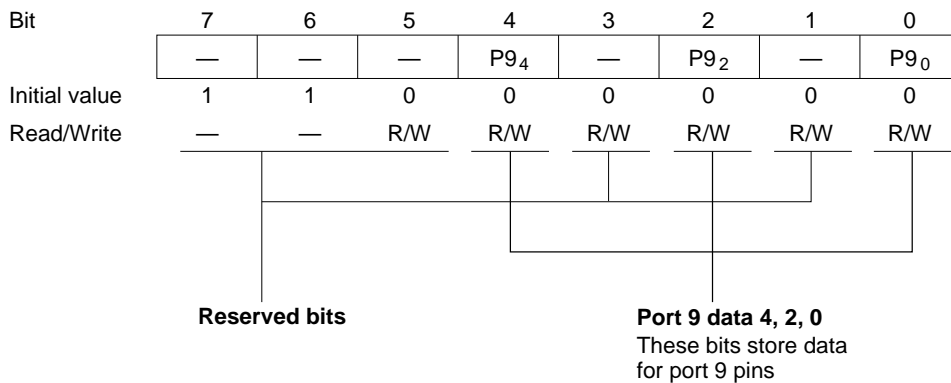 Bit 7 6 5 4 3 2 1 0
— — — P9₄ — P9₂ — P9₀
Initial value 1 1 0 0 0 0 0 0
Read/Write — — R/W R/W R/W R/W R/W R/W
Reserved bits
Port 9 data 4, 2, 0
These bits store data
for port 9 pins